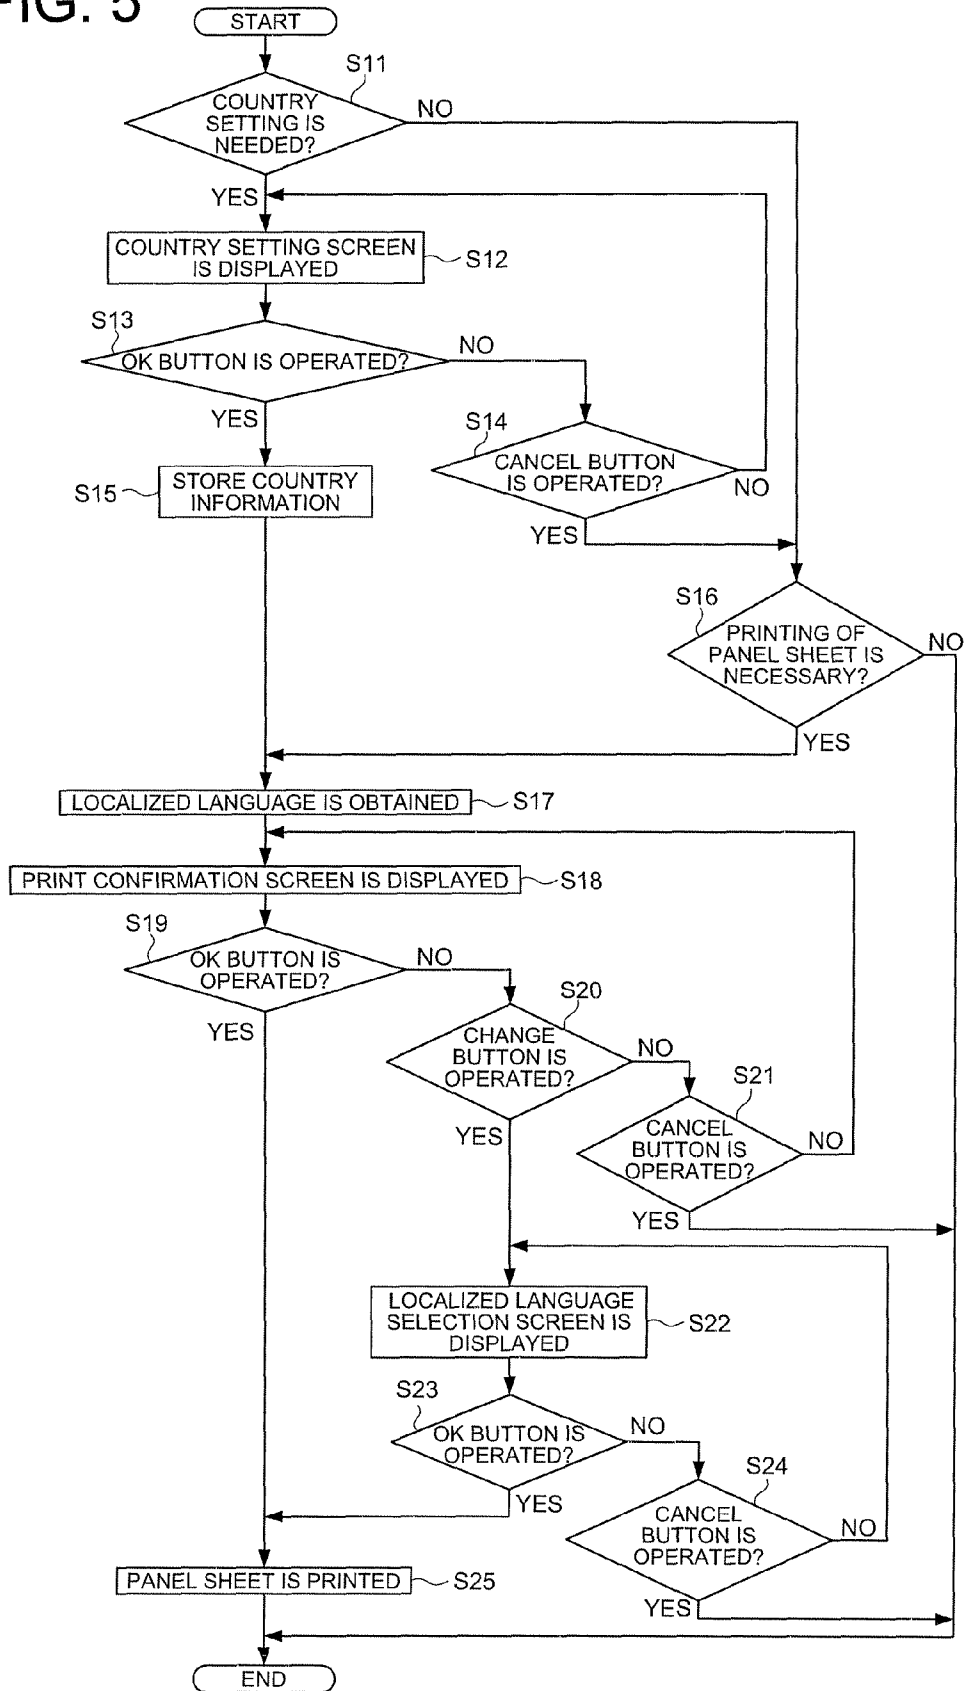 FIG. 5
START
S11
COUNTRY
SETTING IS
NEEDED?
NO
YES
COUNTRY SETTING SCREEN
IS DISPLAYED
S12
S13
OK BUTTON IS OPERATED?
NO
YES
S14
CANCEL BUTTON
IS OPERATED?
NO
YES
S15
STORE COUNTRY
INFORMATION
S16
PRINTING OF
PANEL SHEET IS
NECESSARY?
NO
YES
LOCALIZED LANGUAGE IS OBTAINED
S17
PRINT CONFIRMATION SCREEN IS DISPLAYED
S18
S19
OK BUTTON IS
OPERATED?
NO
YES
S20
CHANGE
BUTTON IS
OPERATED?
NO
YES
S21
CANCEL
BUTTON IS
OPERATED?
NO
YES
LOCALIZED LANGUAGE
SELECTION SCREEN IS
DISPLAYED
S22
S23
OK BUTTON IS
OPERATED?
NO
YES
S24
CANCEL
BUTTON IS
OPERATED?
NO
YES
PANEL SHEET IS PRINTED
S25
END